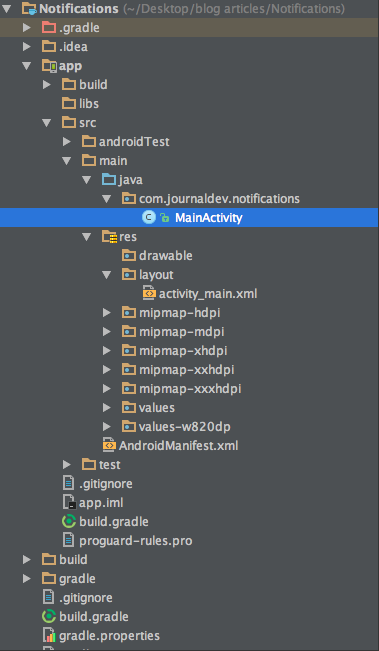 Notifications (~/Desktop/blog articles/Notifications)
.gradle
.idea
app
build
libs
src
androidTest
main
java
com.journaldev.notifications
MainActivity
res
drawable
layout
activity_main.xml
mipmap-hdpi
mipmap-mdpi
mipmap-xhdpi
mipmap-xxhdpi
mipmap-xxxhdpi
values
values-w820dp
AndroidManifest.xml
test
.gitignore
app.iml
build.gradle
proguard-rules.pro
build
gradle
.gitignore
build.gradle
gradle.properties